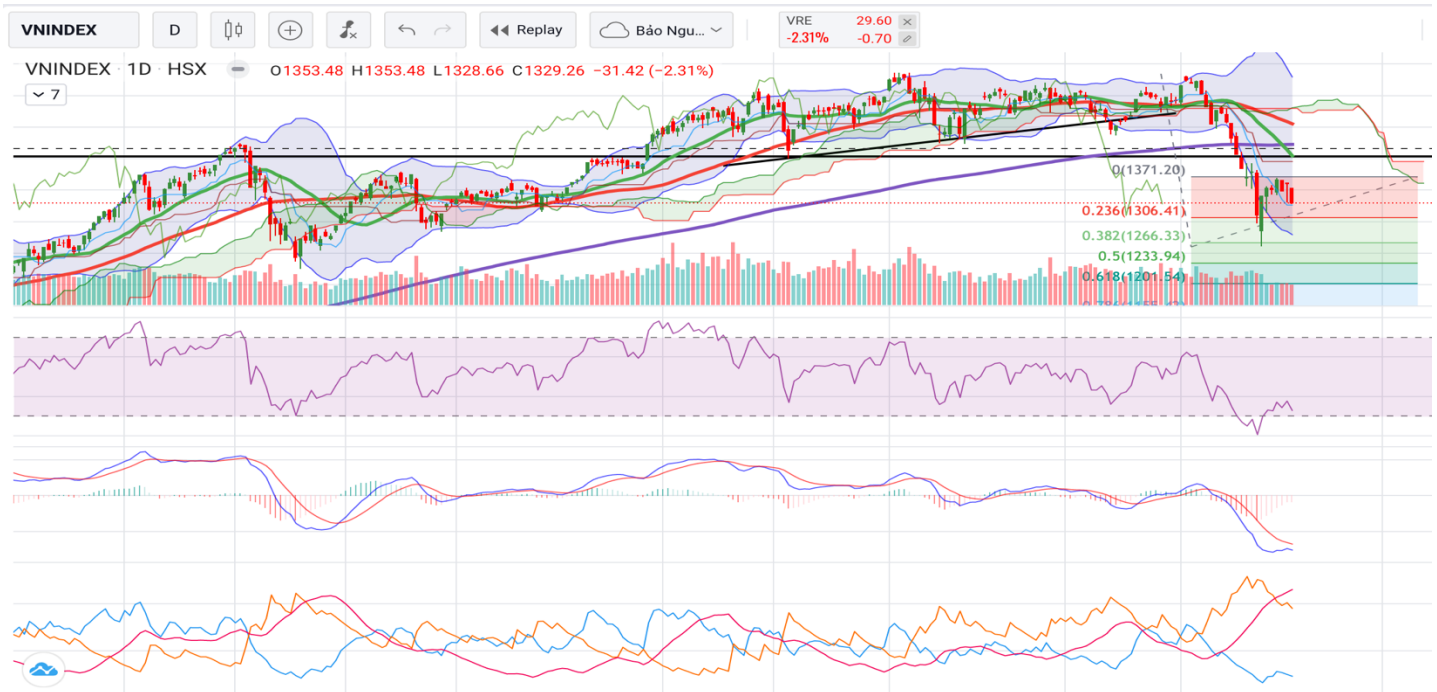 VNINDEX
D
Replay
Bảo Ngu...
VRE 29.60
-2.31% -0.70
VNINDEX · 1D · HSX
O1353.48 H1353.48 L1328.66 C1329.26 −31.42 (−2.31%)
7
0(1371.20)
0.236(1306.41)
0.382(1266.33)
0.5(1233.94)
0.618(1201.54)